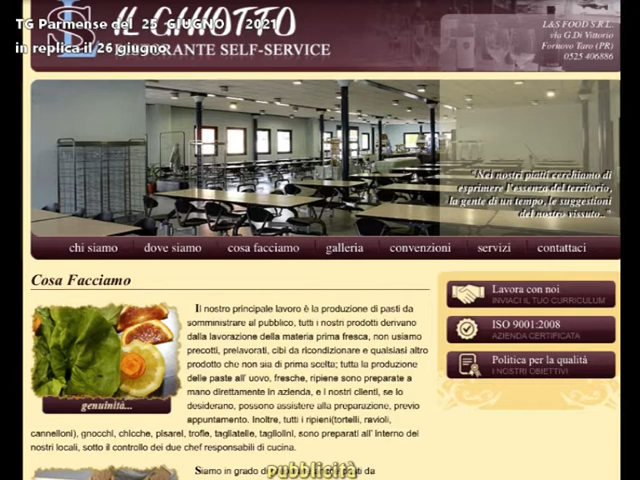 TG Parmense del 25 GIUGNO 2021
in replica il 26 giugno
IL GHIOTTO
RISTORANTE SELF-SERVICE
L&S FOOD S.R.L.
via G.Di Vittorio
Fornovo Taro (PR)
0525 406886
"Nei nostri piatti cerchiamo di
esprimere l'essenza del territorio,
la gente di un tempo, le suggestioni
del nostro vissuto.."
chi siamo dove siamo cosa facciamo galleria convenzioni servizi contattaci
Cosa Facciamo
Il nostro principale lavoro è la produzione di pasti da
somministrare al pubblico, tutti i nostri prodotti derivano
dalla lavorazione della materia prima fresca, non usiamo
precotti, prelavorati, cibi da ricondizionare e qualsiasi altro
prodotto che non sia di prima scelta; tutta la produzione
delle paste all' uovo, fresche, ripiene sono preparate a
mano direttamente in azienda, e i nostri clienti, se lo
desiderano, possono assistere alla preparazione, previo
appuntamento. Inoltre, tutti i ripieni(tortelli, ravioli,
cannelloni), gnocchi, chicche, pisarei, trofie, tagliatelle, tagliolini, sono preparati all' interno dei
nostri locali, sotto il controllo dei due chef responsabili di cucina.
genuinità...
Siamo in grado di da
pubblicità
Lavora con noi
INVIACI IL TUO CURRICULUM
ISO 9001:2008
AZIENDA CERTIFICATA
Politica per la qualità
I NOSTRI OBIETTIVI